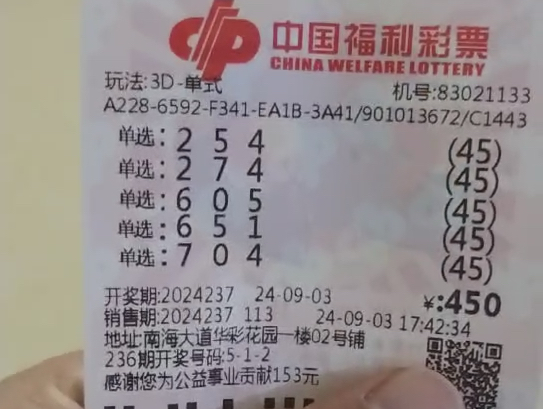 中国福利彩票
CHINA WELFARE LOTTERY
玩法:3D-单式 机号:83021133
A228-6592-F341-EA1B-3A41/901013672/C1443
单选: 2 5 4 (45)
单选: 2 7 4 (45)
单选: 6 0 5 (45)
单选: 6 5 1 (45)
单选: 7 0 4 (45)
开奖期:2024237 24-09-03 ¥:450
销售期:2024237 113 24-09-03 17:42:34
地址:南海大道华彩花园一楼02号铺
236期开奖号码:5-1-2
感谢您为公益事业贡献153元